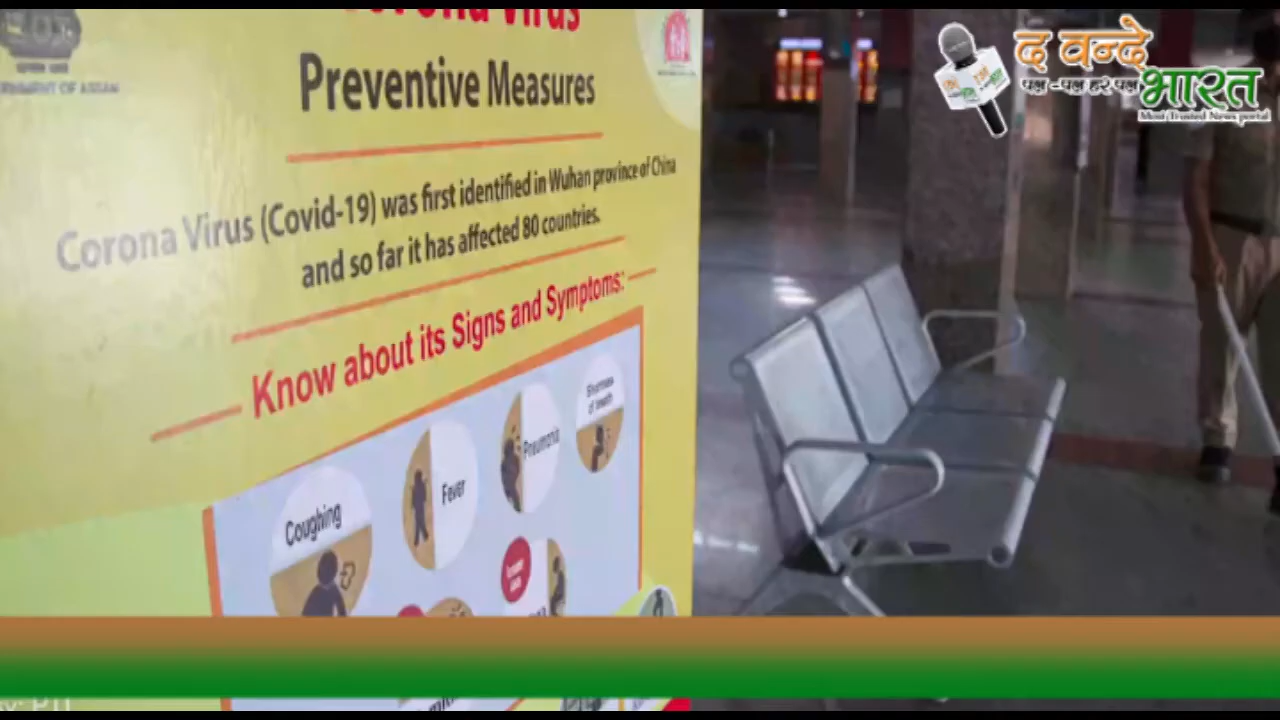 Corona Virus
Preventive Measures
Corona Virus (Covid-19) was first identified in Wuhan province of China
and so far it has affected 80 countries.
Know about its Signs and Symptoms:
Coughing
Fever
Pneumonia
Shortness
of breath
द वन्दे
भारत
Most Trusted News portal